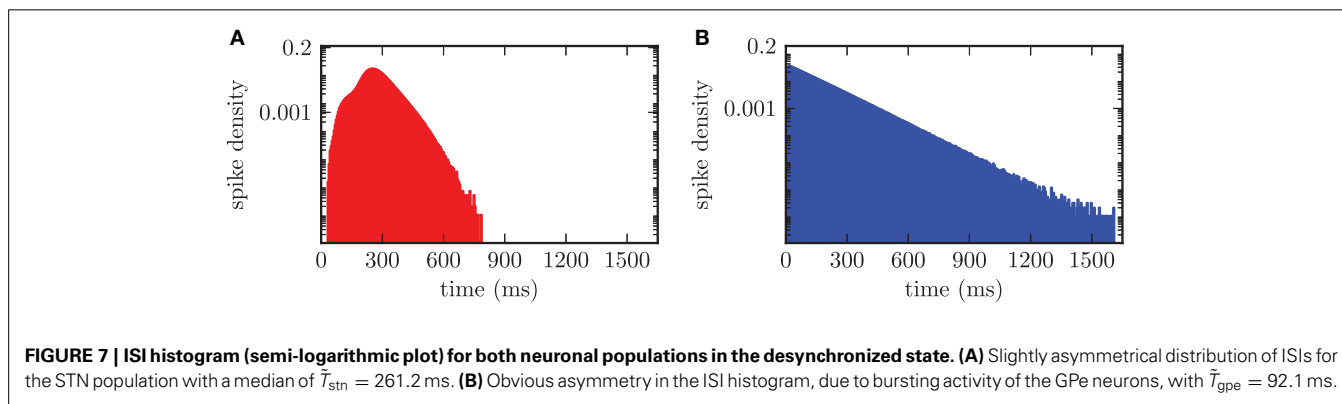 A
B
0.2
0.001
spike density
0 300 600 900 1200 1500
time (ms)
0.2
0.001
spike density
0 300 600 900 1200 1500
time (ms)
FIGURE 7 | ISI histogram (semi-logarithmic plot) for both neuronal populations in the desynchronized state. (A) Slightly asymmetrical distribution of ISIs for
the STN population with a median of T̃stn = 261.2 ms. (B) Obvious asymmetry in the ISI histogram, due to bursting activity of the GPe neurons, with T̃gpe = 92.1 ms.